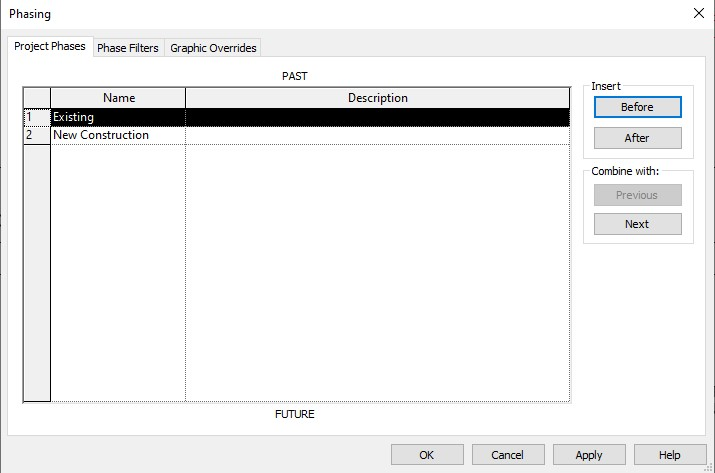 Phasing
Project Phases Phase Filters Graphic Overrides
PAST
Name Description
1 Existing
2 New Construction
FUTURE
Insert
Before
After
Combine with:
Previous
Next
OK Cancel Apply Help